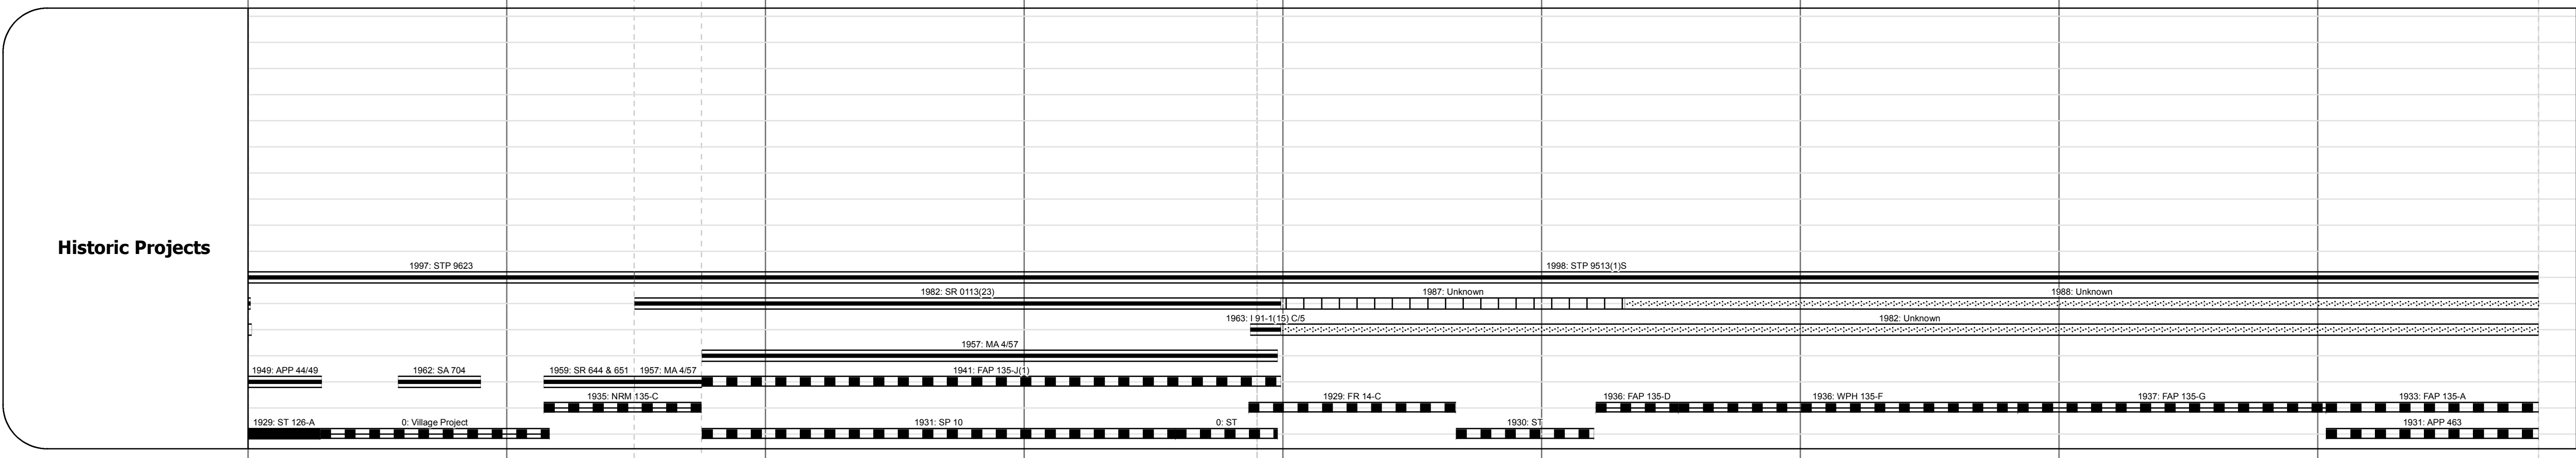 1997: STP 9623
1998: STP 9513(1)S
1982: SR 0113(23)
1987: Unknown
1988: Unknown
Historic Projects
1963: I 91-1(15) C/5
1982: Unknown
1957: MA 4/57
1949: APP 44/49
1962: SA 704
1959: SR 644 & 651
1957: MA 4/57
1941: FAP 135-J(1)
1935: NRM 135-C
1929: FR 14-C
1936: FAP 135-D
1936: WPH 135-F
1937: FAP 135-G
1933: FAP 135-A
1929: ST 126-A
0: Village Project
1931: SP 10
0: ST
1930: ST
1931: APP 463